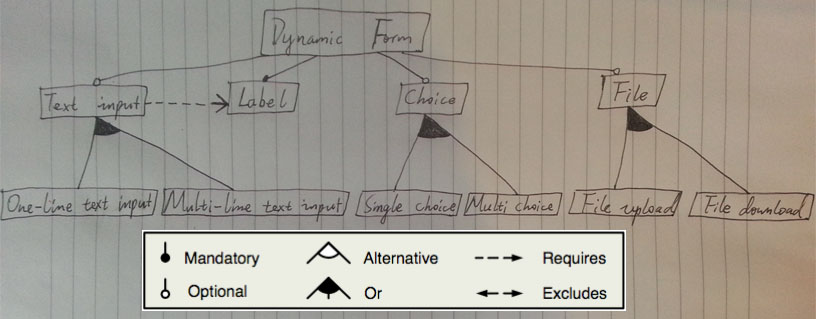 Dynamic Form
Text input
Label
Choice
File
One-line text input
Multi-line text input
Single choice
Multi choice
File upload
File download
Mandatory
Alternative
Requires
Optional
Or
Excludes